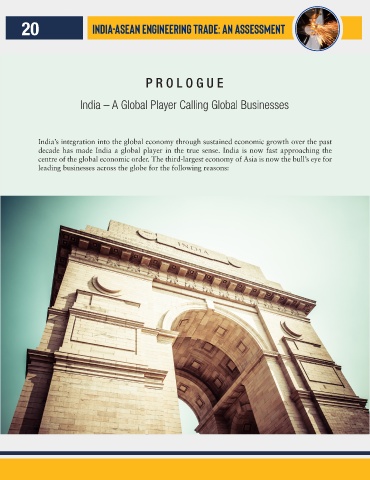 20
INDIA-ASEAN ENGINEERING TRADE: AN ASSESSMENT
PROLOGUE
India – A Global Player Calling Global Businesses
India's integration into the global economy through sustained economic growth over the past
decade has made India a global player in the true sense. India is now fast approaching the
centre of the global economic order. The third-largest economy of Asia is now the bull's eye for
leading businesses across the globe for the following reasons:
INDIA